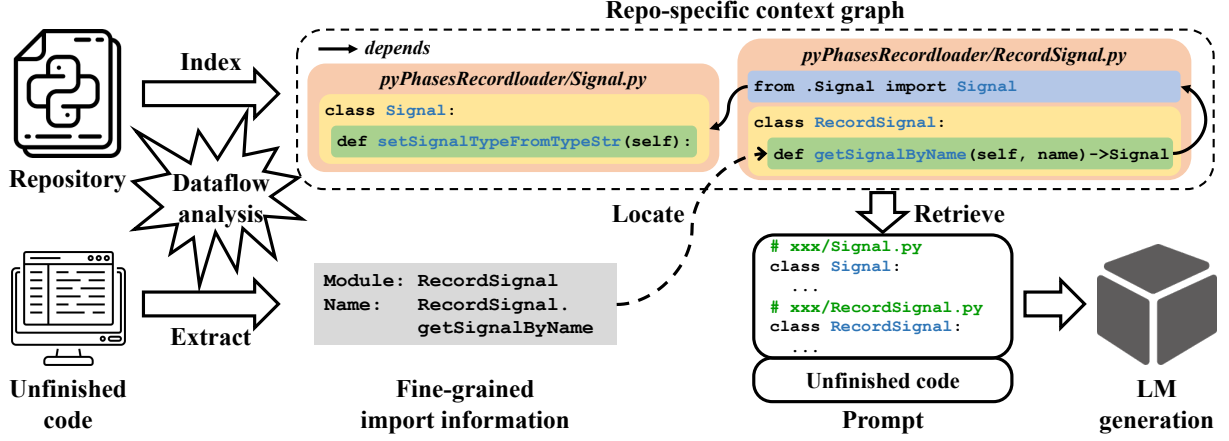 Repo-specific context graph
depends
Index
pyPhasesRecordloader/Signal.py
class Signal:
def setSignalTypeFromTypeStr(self):
pyPhasesRecordloader/RecordSignal.py
from .Signal import Signal
class RecordSignal:
def getSignalByName(self, name)->Signal
Repository
Dataflow
analysis
Locate
Retrieve
Extract
Module: RecordSignal
Name: RecordSignal.
getSignalByName
# xxx/Signal.py
class Signal:
...
# xxx/RecordSignal.py
class RecordSignal:
...
Unfinished code
Unfinished
code
Fine-grained
import information
Prompt
LM
generation